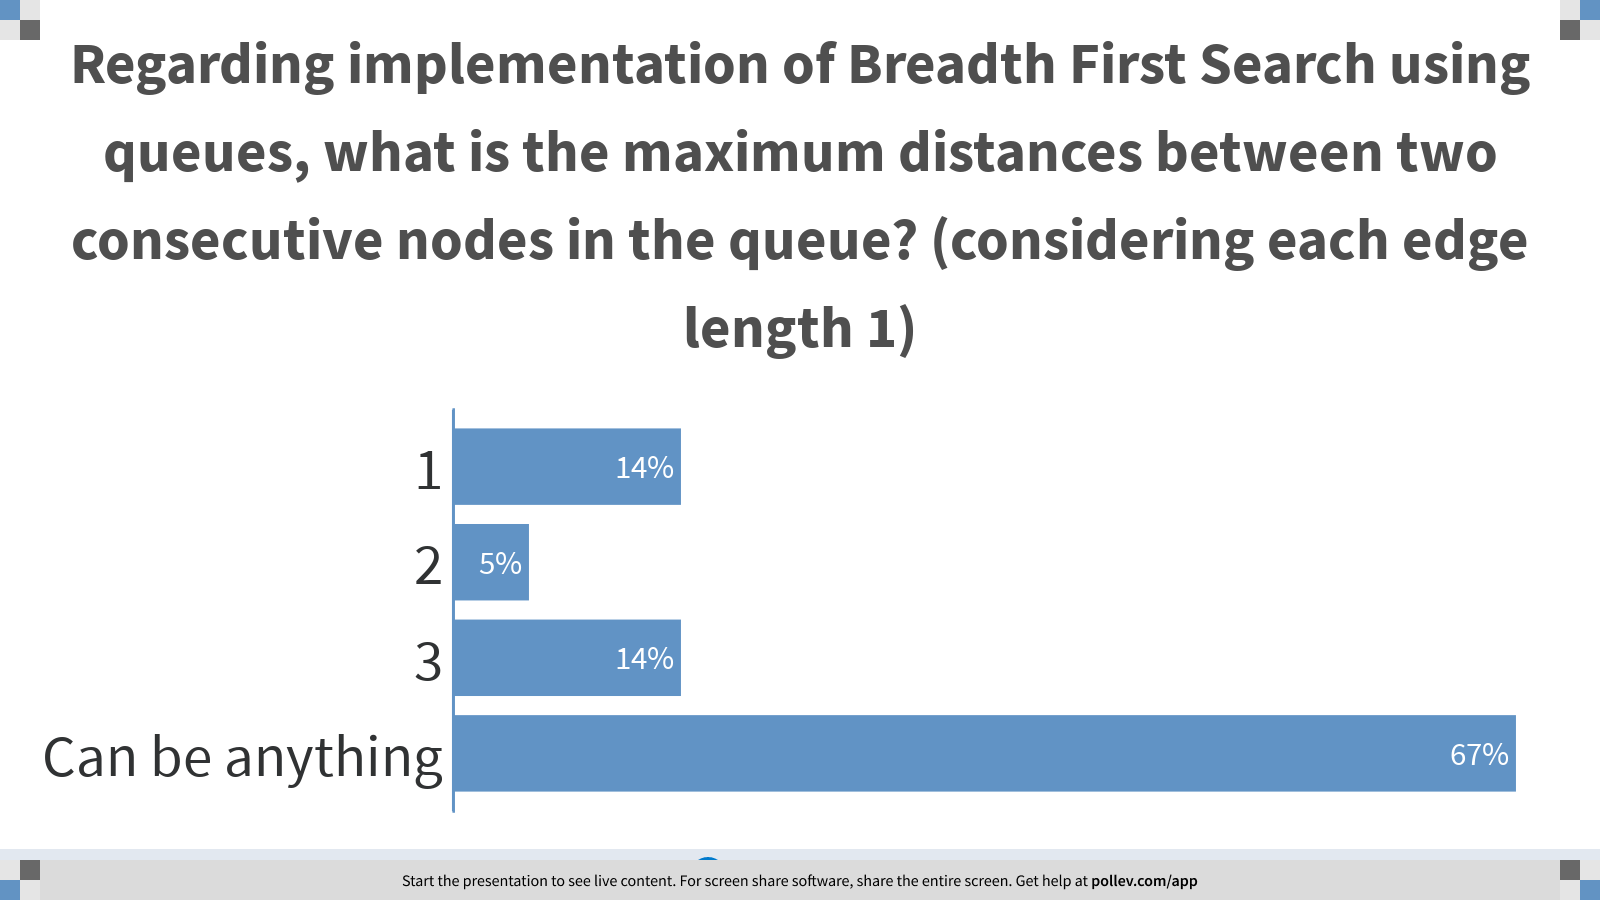 Regarding implementation of Breadth First Search using
queues, what is the maximum distances between two
consecutive nodes in the queue? (considering each edge
length 1)
1
14%
2
5%
3
14%
Can be anything
67%
Start the presentation to see live content. For screen share software, share the entire screen. Get help at pollev.com/app